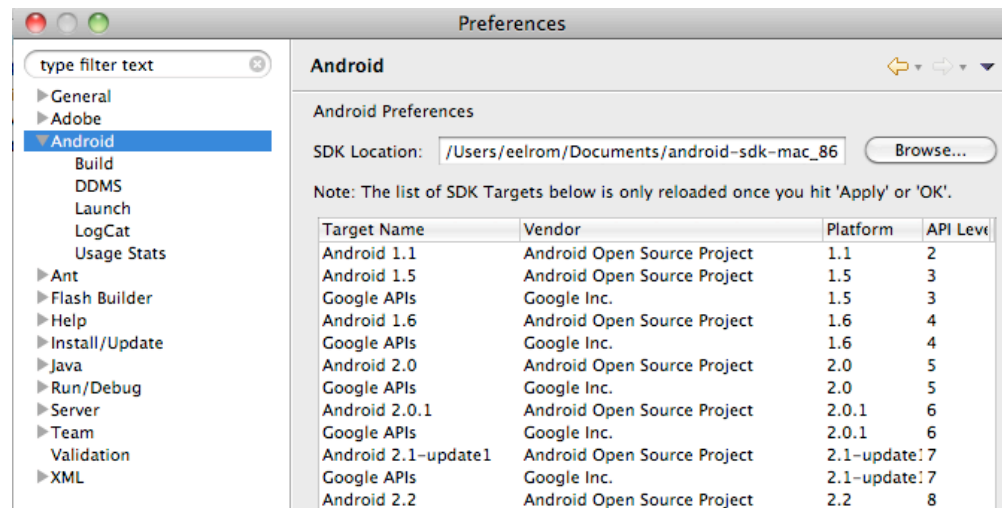 Preferences
type filter text
General
Adobe
Android
Build
DDMS
Launch
LogCat
Usage Stats
Ant
Flash Builder
Help
Install/Update
Java
Run/Debug
Server
Team
Validation
XML
Android
Android Preferences
SDK Location: /Users/eelrom/Documents/android-sdk-mac_86 Browse...
Note: The list of SDK Targets below is only reloaded once you hit 'Apply' or 'OK'.
Target Name Vendor Platform API Leve
Android 1.1 Android Open Source Project 1.1 2
Android 1.5 Android Open Source Project 1.5 3
Google APIs Google Inc. 1.5 3
Android 1.6 Android Open Source Project 1.6 4
Google APIs Google Inc. 1.6 4
Android 2.0 Android Open Source Project 2.0 5
Google APIs Google Inc. 2.0 5
Android 2.0.1 Android Open Source Project 2.0.1 6
Google APIs Google Inc. 2.0.1 6
Android 2.1-update1 Android Open Source Project 2.1-update1 7
Google APIs Google Inc. 2.1-update1 7
Android 2.2 Android Open Source Project 2.2 8